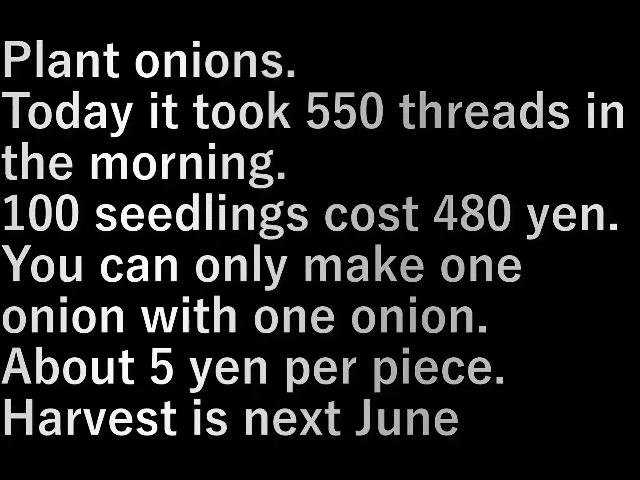 Plant onions.
Today it took 550 threads in
the morning.
100 seedlings cost 480 yen.
You can only make one
onion with one onion.
About 5 yen per piece.
Harvest is next June